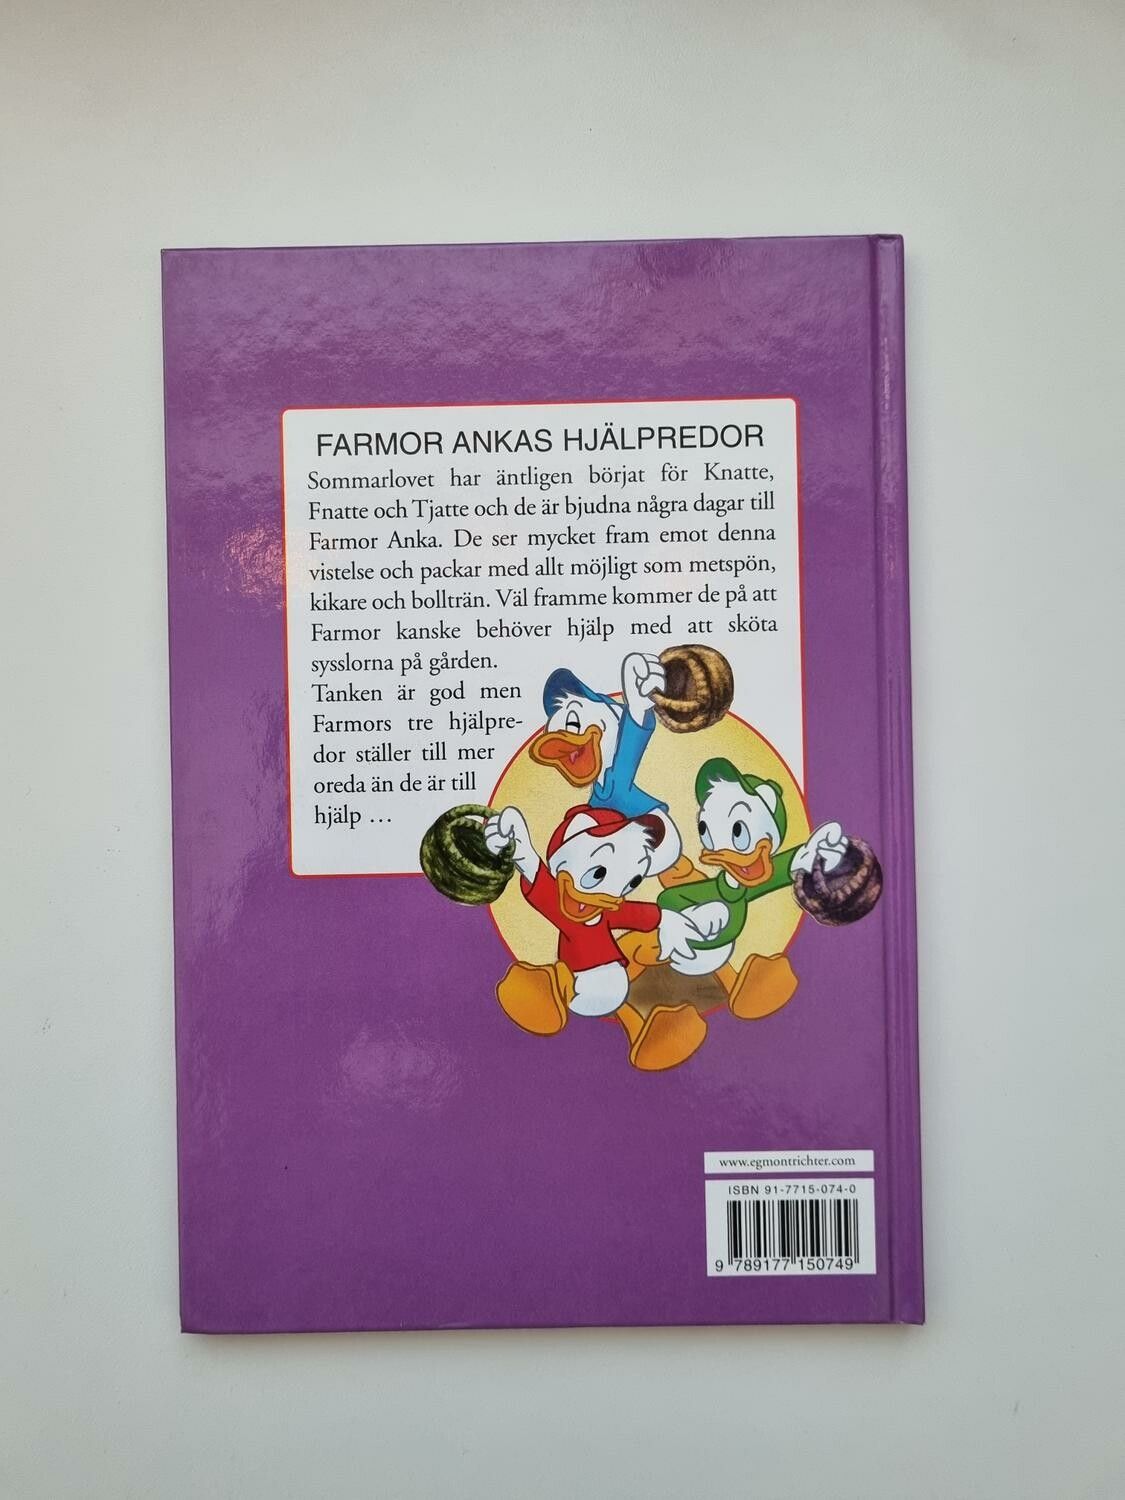 FARMOR ANKAS HJÄLPREDOR
Sommarlovet har äntligen börjat för Knatte,
Fnatte och Tjatte och de är bjudna några dagar till
Farmor Anka. De ser mycket fram emot denna
vistelse och packar med allt möjligt som metspön,
kikare och bollträn. Väl framme kommer de på att
Farmor kanske behöver hjälp med att sköta
sysslorna på gården.
Tanken är god men
Farmors tre hjälpre-
dor ställer till mer
oreda än de är till
hjälp ...
www.egmontrichter.com
ISBN 91-7715-074-0
9 789177 150749